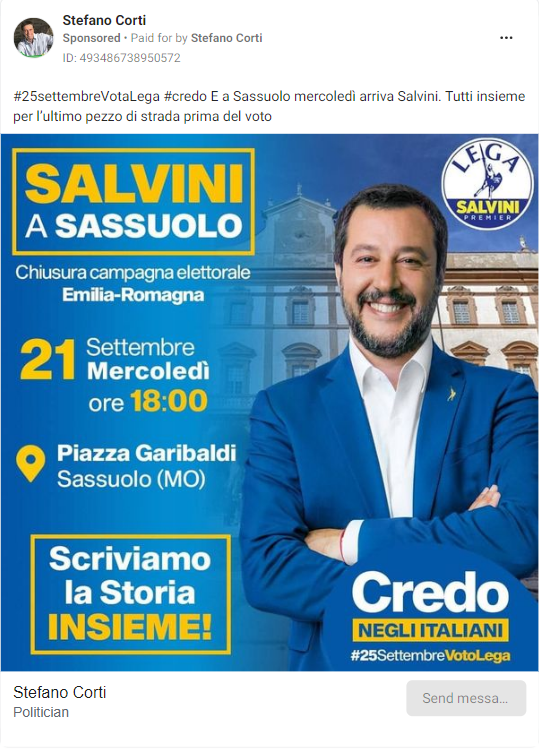 Stefano Corti
Sponsored • Paid for by Stefano Corti
ID: 493486738950572
#25settembreVotaLega #credo E a Sassuolo mercoledì arriva Salvini. Tutti insieme
per l'ultimo pezzo di strada prima del voto
SALVINI
A SASSUOLO
LEGA
SALVINI
PREMIER
Chiusura campagna elettorale
Emilia-Romagna
21 Settembre
Mercoledì
ore 18:00
Piazza Garibaldi
Sassuolo (MO)
Scriviamo
la Storia
INSIEME!
Credo
NEGLI ITALIANI
#25SettembreVotoLega
Stefano Corti
Politician
Send messa...